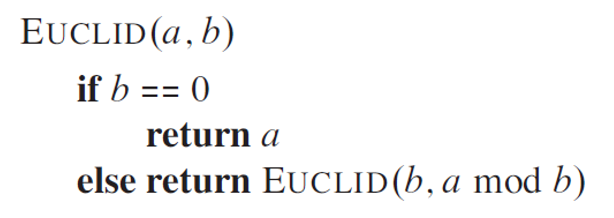 EUCLID(a, b)
if b == 0
return a
else return EUCLID(b, a mod b)